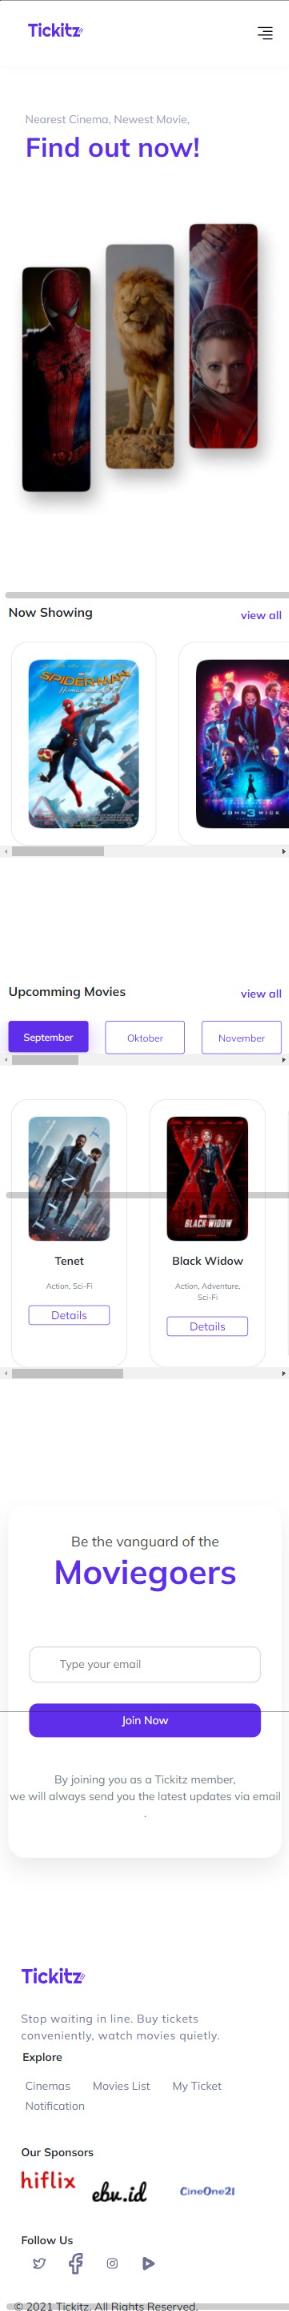 Tickitz
Nearest Cinema, Newest Movie,
Find out now!
Now Showing
view all
SPIDER-MAN
Homecoming
JOHN 3 WICK
Upcomming Movies
view all
September
Oktober
November
TENET
BLACK WIDOW
Tenet
Black Widow
Action, Sci-Fi
Action, Adventure,
Sci-Fi
Details
Details
Be the vanguard of the
Moviegoers
Type your email
Join Now
By joining you as a Tickitz member,
we will always send you the latest updates via email
.
Tickitz
Stop waiting in line. Buy tickets
conveniently, watch movies quietly.
Explore
Cinemas
Movies List
My Ticket
Notification
Our Sponsors
hiflix
ebv.id
CineOne21
Follow Us
© 2021 Tickitz. All Rights Reserved.